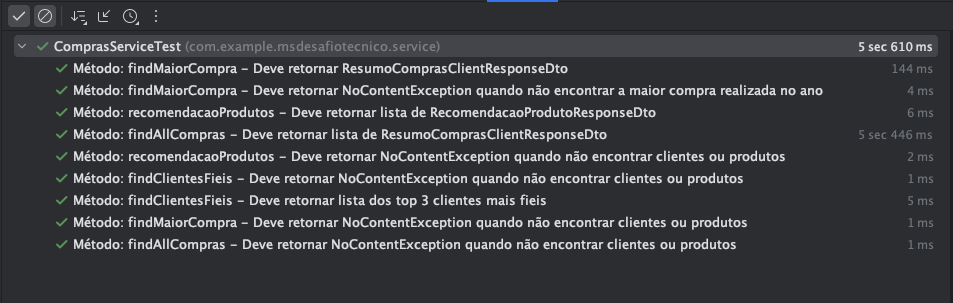 ComprasServiceTest (com.example.msdesafiotecnico.service) 5 sec 610 ms
Método: findMaiorCompra – Deve retornar ResumoComprasClientResponseDto 144 ms
Método: findMaiorCompra – Deve retornar NoContentException quando não encontrar a maior compra realizada no ano 4 ms
Método: recomendacaoProdutos – Deve retornar lista de RecomendacaoProdutoResponseDto 6 ms
Método: findAllCompras – Deve retornar lista de ResumoComprasClientResponseDto 5 sec 446 ms
Método: recomendacaoProdutos – Deve retornar NoContentException quando não encontrar clientes ou produtos 2 ms
Método: findClientesFieis – Deve retornar NoContentException quando não encontrar clientes ou produtos 1 ms
Método: findClientesFieis – Deve retornar lista dos top 3 clientes mais fieis 5 ms
Método: findMaiorCompra – Deve retornar NoContentException quando não encontrar clientes ou produtos 1 ms
Método: findAllCompras – Deve retornar NoContentException quando não encontrar clientes ou produtos 1 ms